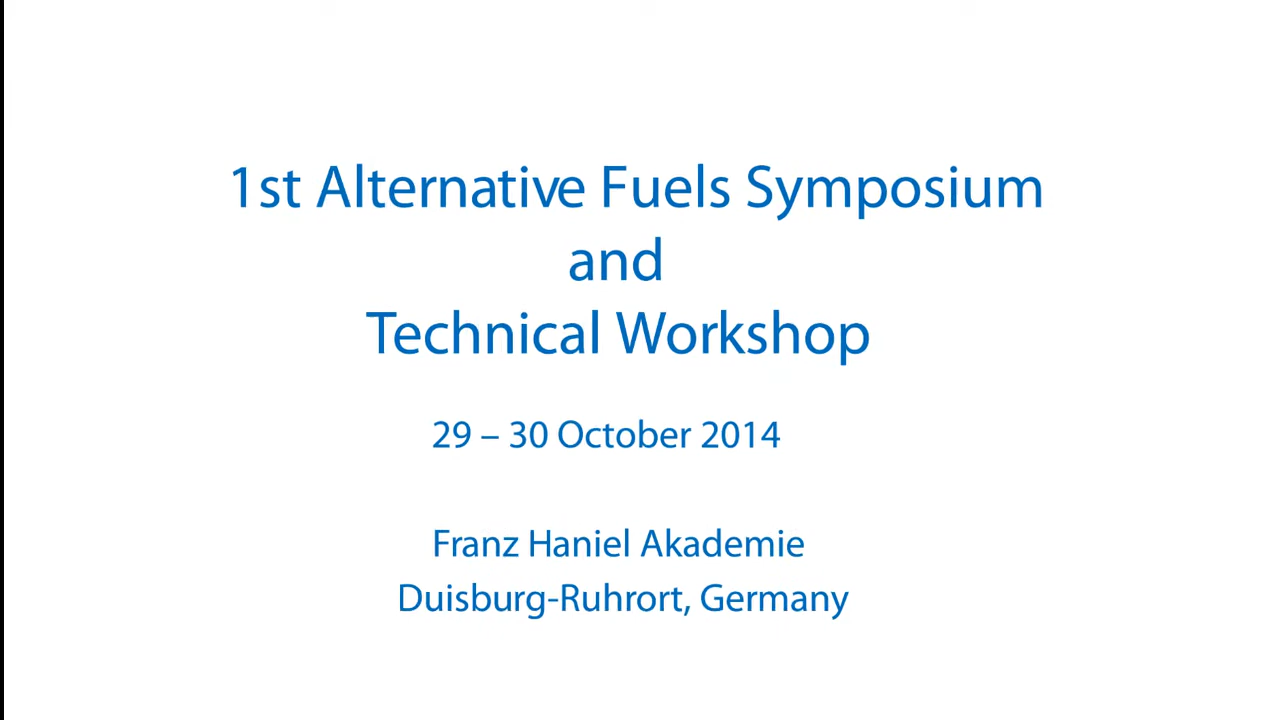 1st Alternative Fuels Symposium
and
Technical Workshop
29 – 30 October 2014
Franz Haniel Akademie
Duisburg-Ruhrort, Germany